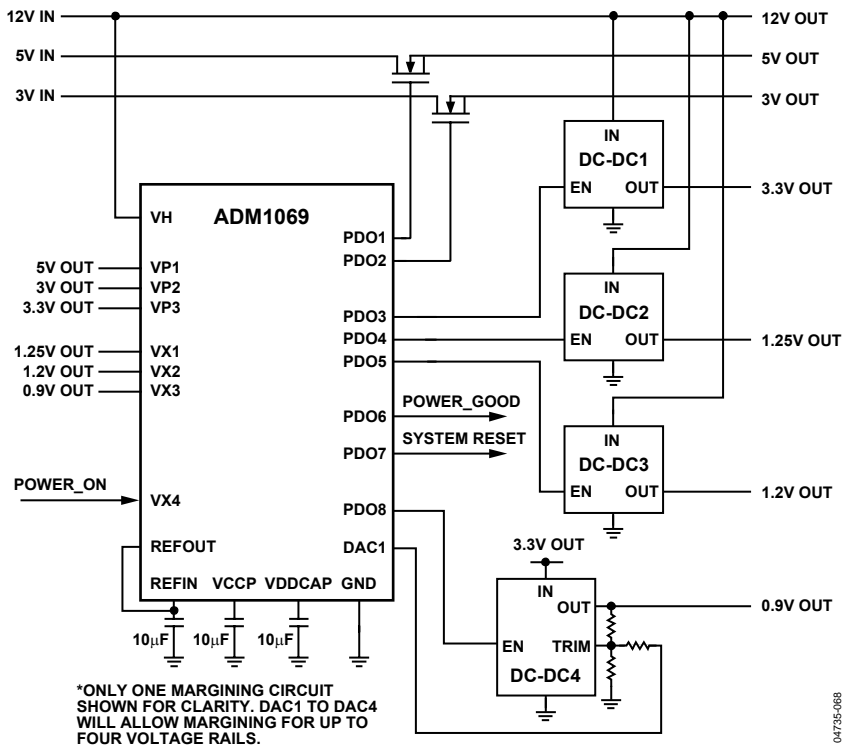 12V IN
12V OUT
5V IN
5V OUT
3V IN
3V OUT
IN
DC-DC1
EN OUT
3.3V OUT
ADM1069
VH
PDO1
PDO2
5V OUT
VP1
3V OUT
VP2
3.3V OUT
VP3
PDO3
IN
DC-DC2
EN OUT
1.25V OUT
PDO4
PDO5
1.25V OUT
VX1
1.2V OUT
VX2
0.9V OUT
VX3
PDO6
POWER_GOOD
PDO7
SYSTEM RESET
IN
DC-DC3
EN OUT
1.2V OUT
POWER_ON
VX4
PDO8
REFOUT
DAC1
REFIN VCCP VDDCAP GND
10μF 10μF 10μF
3.3V OUT
IN
OUT
0.9V OUT
EN TRIM
DC-DC4
*ONLY ONE MARGINING CIRCUIT
SHOWN FOR CLARITY. DAC1 TO DAC4
WILL ALLOW MARGINING FOR UP TO
FOUR VOLTAGE RAILS.
04735-068